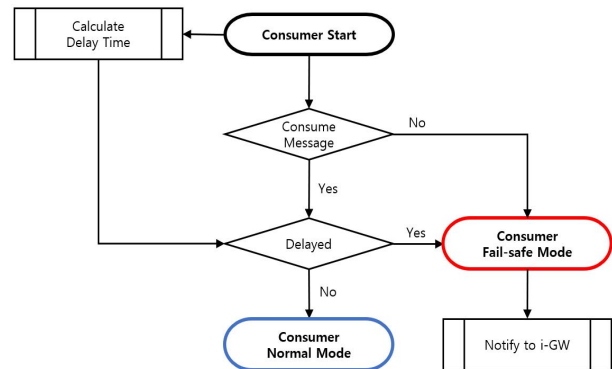 Calculate
Delay Time
Consumer Start
Consume
Message
No
Yes
Delayed
Yes
Consumer
Fail-safe Mode
No
Consumer
Normal Mode
Notify to i-GW